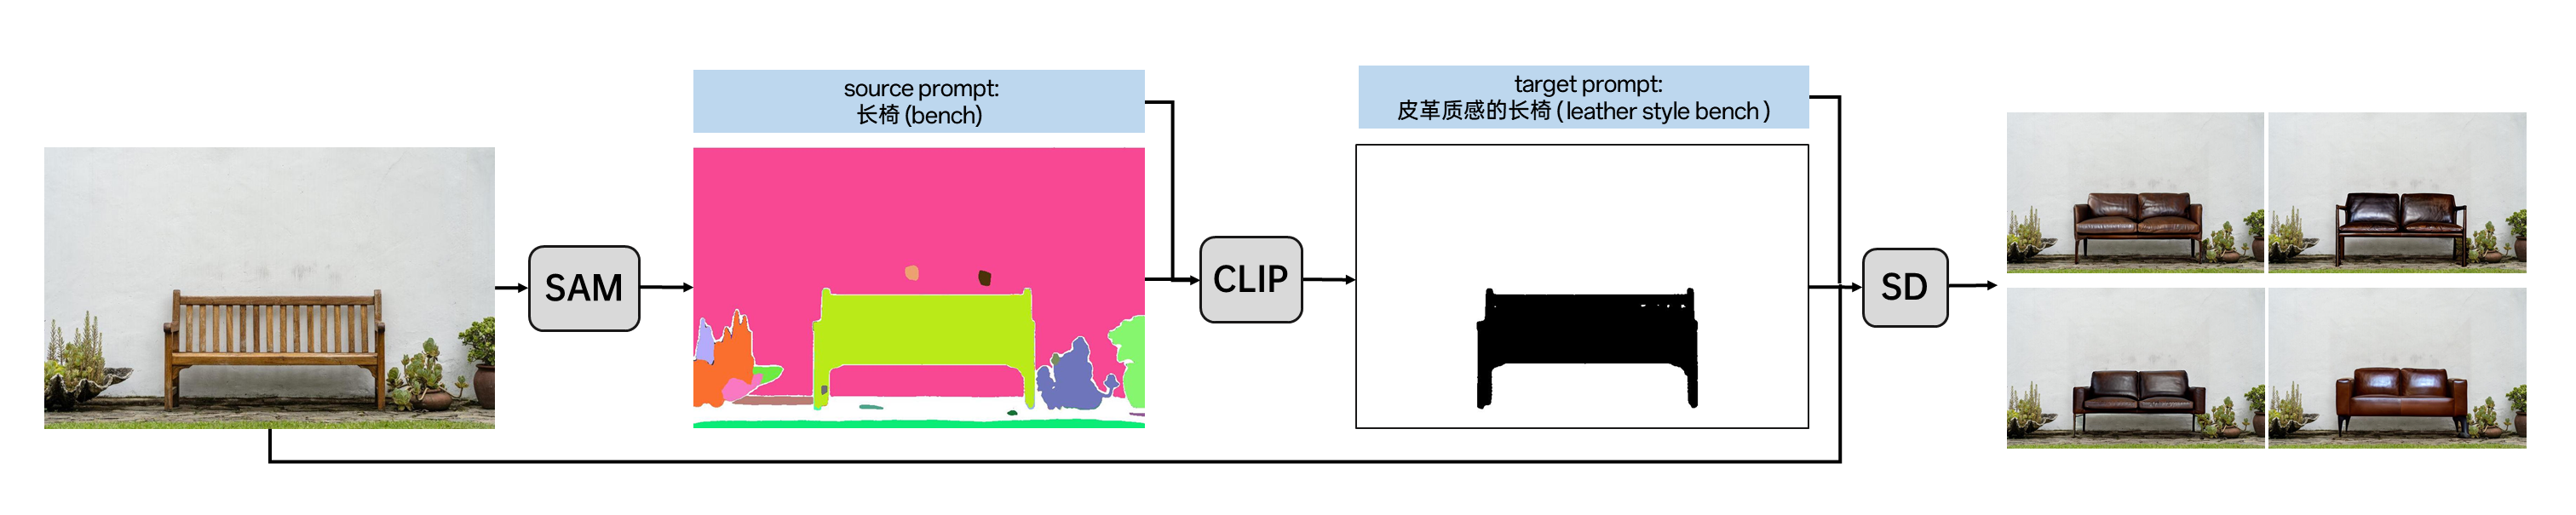 source prompt:
长椅 (bench)
target prompt:
皮革质感的长椅 ( leather style bench )
SAM
CLIP
SD